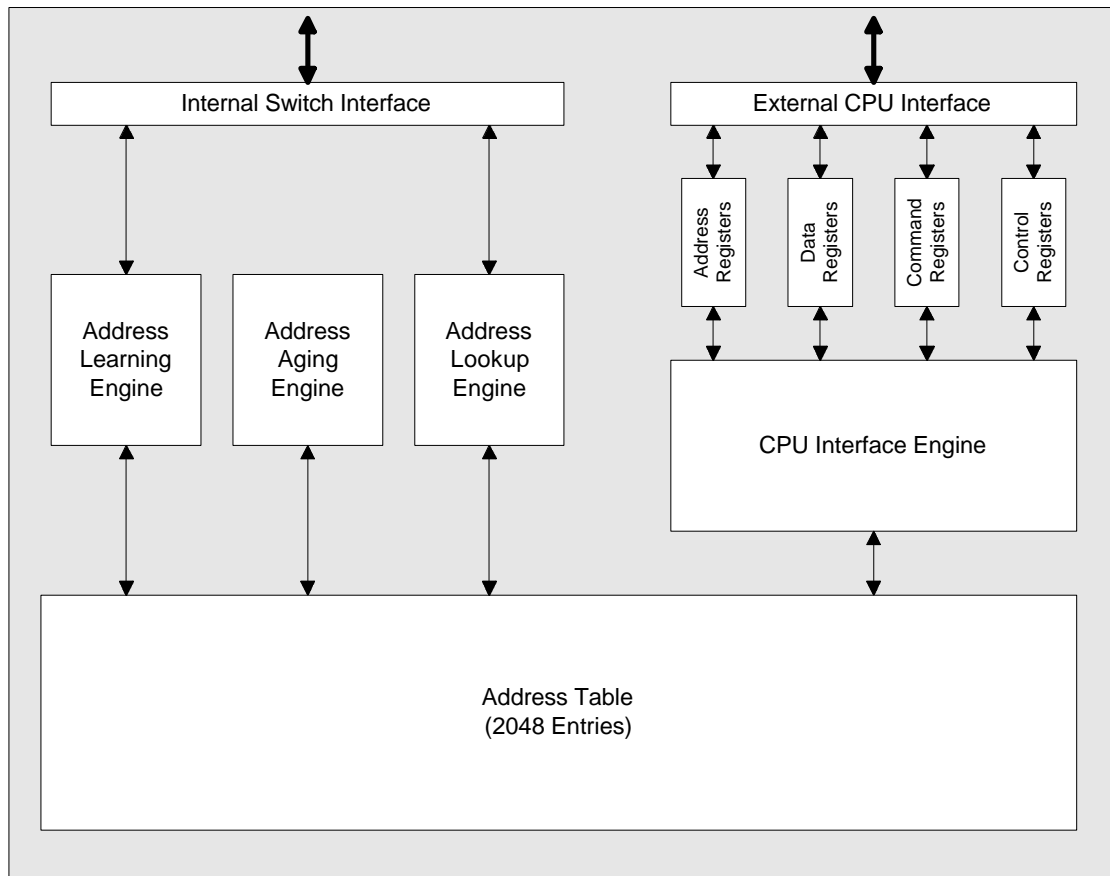 Internal Switch Interface
External CPU Interface
Address
Registers
Data
Registers
Command
Registers
Control
Registers
Address
Learning
Engine
Address
Aging
Engine
Address
Lookup
Engine
CPU Interface Engine
Address Table
(2048 Entries)